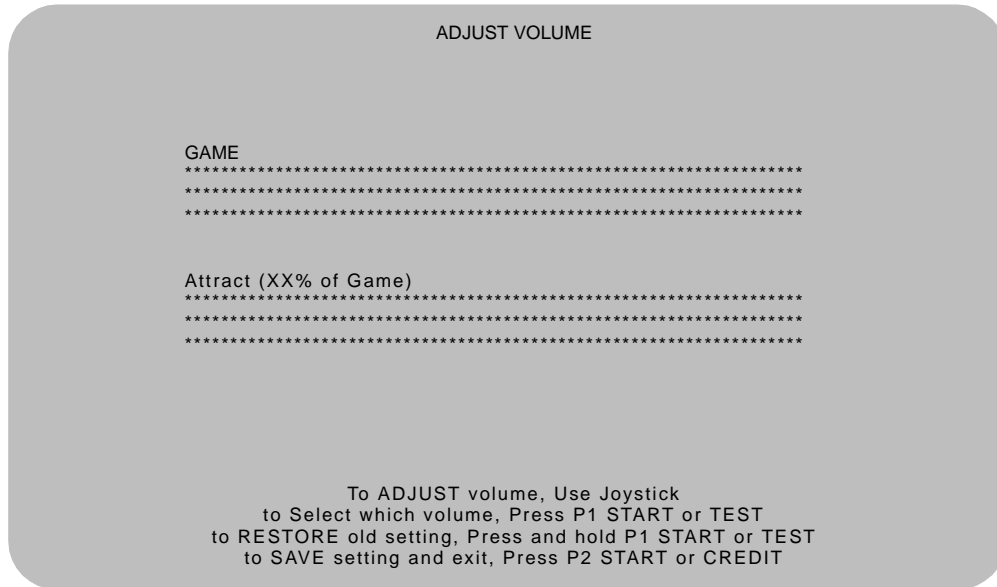 ADJUST VOLUME
GAME
********************************************************************
********************************************************************
********************************************************************
Attract (XX% of Game)
********************************************************************
********************************************************************
********************************************************************
To ADJUST volume, Use Joystick
to Select which volume, Press P1 START or TEST
to RESTORE old setting, Press and hold P1 START or TEST
to SAVE setting and exit, Press P2 START or CREDIT